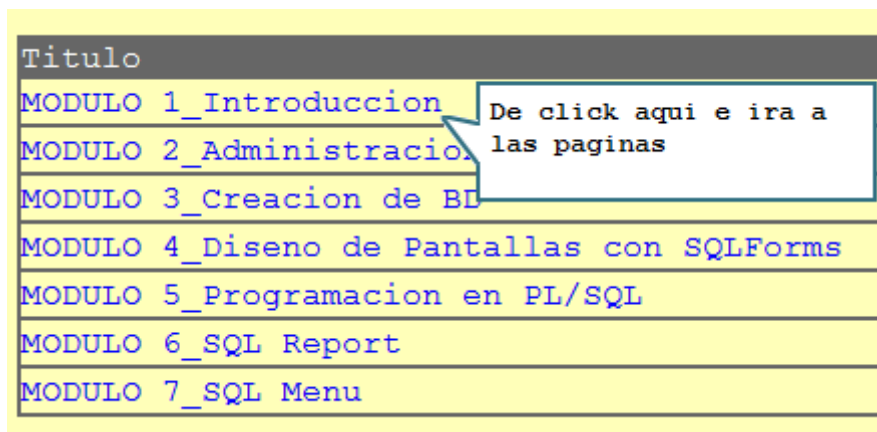 Titulo
MODULO 1_Introduccion
De click aqui e ira a
las paginas
MODULO 2_Administracion
MODULO 3_Creacion de BD
MODULO 4_Diseno de Pantallas con SQLForms
MODULO 5_Programacion en PL/SQL
MODULO 6_SQL Report
MODULO 7_SQL Menu